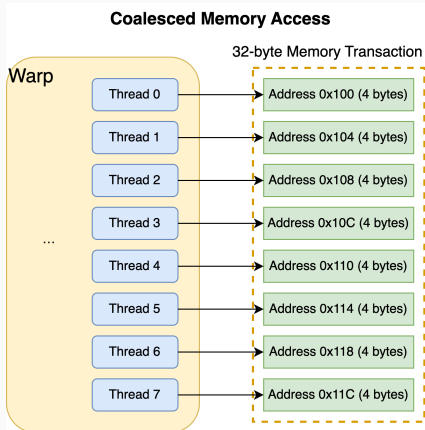 Coalesced Memory Access
32-byte Memory Transaction
Warp
Thread 0 Address 0x100 (4 bytes)
Thread 1 Address 0x104 (4 bytes)
Thread 2 Address 0x108 (4 bytes)
Thread 3 Address 0x10C (4 bytes)
...
Thread 4 Address 0x110 (4 bytes)
Thread 5 Address 0x114 (4 bytes)
Thread 6 Address 0x118 (4 bytes)
Thread 7 Address 0x11C (4 bytes)